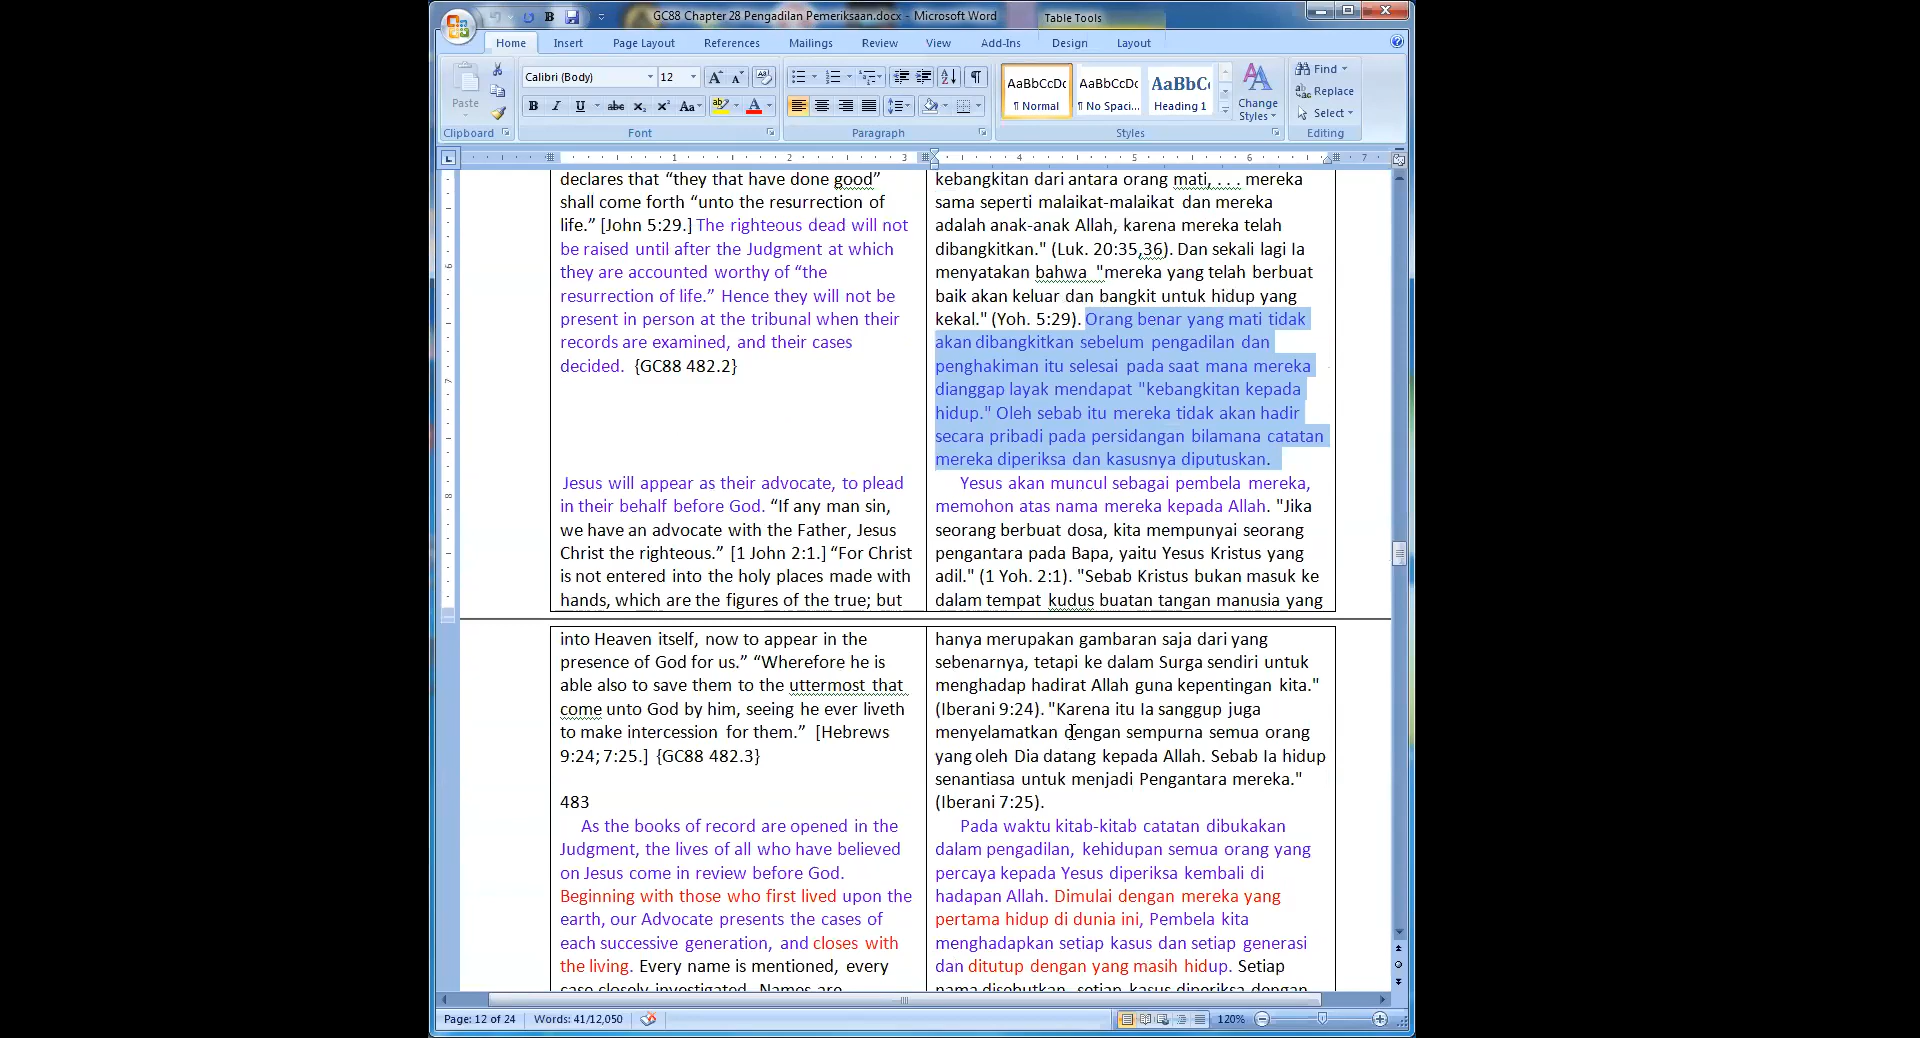 GC88 Chapter 28 Pengadilan Pemeriksaan.docx - Microsoft Word
Table Tools
Home Insert Page Layout References Mailings Review View Add-Ins Design Layout
Paste
Calibri (Body) 12
B I U abc x₂ x² Aa
AaBbCcDc AaBbCcDc AaBbC
¶ Normal ¶ No Spaci... Heading 1
Change Styles
Find
Replace
Select
Clipboard Font Paragraph Styles Editing
1 2 3 4 5 6 7
declares that “they that have done good”
shall come forth “unto the resurrection of
life.” [John 5:29.] The righteous dead will not
be raised until after the Judgment at which
they are accounted worthy of “the
resurrection of life.” Hence they will not be
present in person at the tribunal when their
records are examined, and their cases
decided. {GC88 482.2}
Jesus will appear as their advocate, to plead
in their behalf before God. “If any man sin,
we have an advocate with the Father, Jesus
Christ the righteous.” [1 John 2:1.] “For Christ
is not entered into the holy places made with
hands, which are the figures of the true; but
into Heaven itself, now to appear in the
presence of God for us.” “Wherefore he is
able also to save them to the uttermost that
come unto God by him, seeing he ever liveth
to make intercession for them.” [Hebrews
9:24; 7:25.] {GC88 482.3}
483
As the books of record are opened in the
Judgment, the lives of all who have believed
on Jesus come in review before God.
Beginning with those who first lived upon the
earth, our Advocate presents the cases of
each successive generation, and closes with
the living. Every name is mentioned, every
case closely investigated. Names are
kebangkitan dari antara orang mati, . . . mereka
sama seperti malaikat-malaikat dan mereka
adalah anak-anak Allah, karena mereka telah
dibangkitkan." (Luk. 20:35,36). Dan sekali lagi Ia
menyatakan bahwa "mereka yang telah berbuat
baik akan keluar dan bangkit untuk hidup yang
kekal." (Yoh. 5:29). Orang benar yang mati tidak
akan dibangkitkan sebelum pengadilan dan
penghakiman itu selesai pada saat mana mereka
dianggap layak mendapat "kebangkitan kepada
hidup." Oleh sebab itu mereka tidak akan hadir
secara pribadi pada persidangan bilamana catatan
mereka diperiksa dan kasusnya diputuskan.
Yesus akan muncul sebagai pembela mereka,
memohon atas nama mereka kepada Allah. "Jika
seorang berbuat dosa, kita mempunyai seorang
pengantara pada Bapa, yaitu Yesus Kristus yang
adil." (1 Yoh. 2:1). "Sebab Kristus bukan masuk ke
dalam tempat kudus buatan tangan manusia yang
hanya merupakan gambaran saja dari yang
sebenarnya, tetapi ke dalam Surga sendiri untuk
menghadap hadirat Allah guna kepentingan kita."
(Iberani 9:24). "Karena itu Ia sanggup juga
menyelamatkan dengan sempurna semua orang
yang oleh Dia datang kepada Allah. Sebab Ia hidup
senantiasa untuk menjadi Pengantara mereka."
(Iberani 7:25).
Pada waktu kitab-kitab catatan dibukakan
dalam pengadilan, kehidupan semua orang yang
percaya kepada Yesus diperiksa kembali di
hadapan Allah. Dimulai dengan mereka yang
pertama hidup di dunia ini, Pembela kita
menghadapkan setiap kasus dan setiap generasi
dan ditutup dengan yang masih hidup. Setiap
nama disebutkan, setiap kasus diperiksa dengan
Page: 12 of 24 Words: 41/12,050 120%